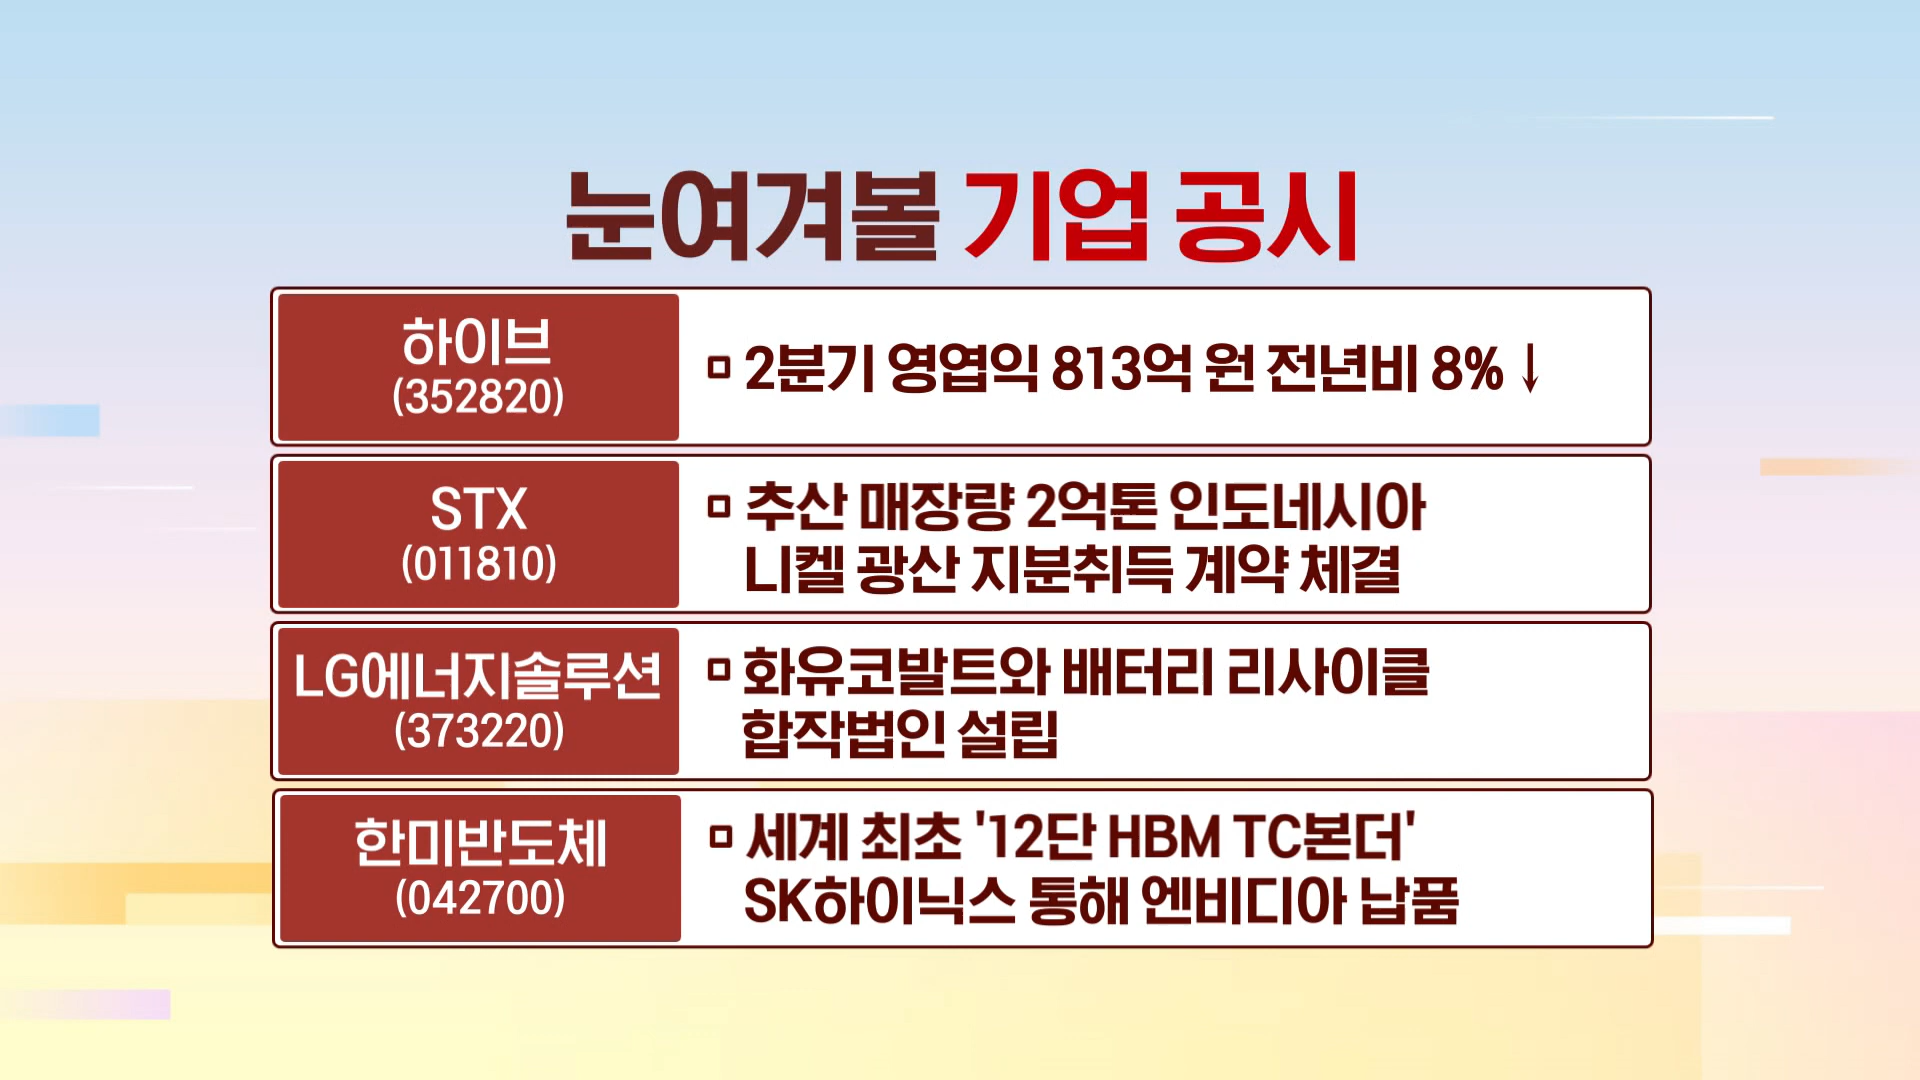 눈여겨볼 기업 공시
하이브
(352820)
▫ 2분기 영엽익 813억 원 전년비 8%↓
STX
(011810)
▫ 추산 매장량 2억톤 인도네시아
니켈 광산 지분취득 계약 체결
LG에너지솔루션
(373220)
▫ 화유코발트와 배터리 리사이클
합작법인 설립
한미반도체
(042700)
▫ 세계 최초 '12단 HBM TC본더'
SK하이닉스 통해 엔비디아 납품